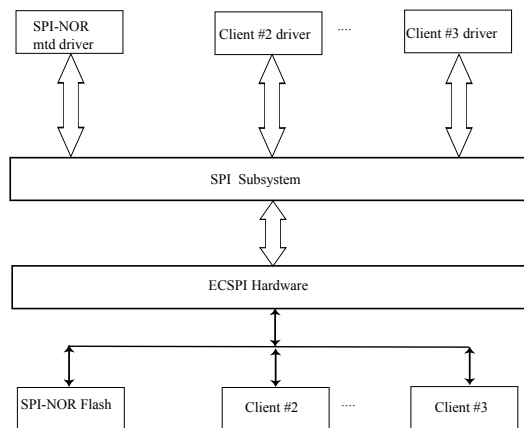 SPI-NOR
mtd driver
Client #2 driver
....
Client #3 driver
SPI Subsystem
ECSPI Hardware
SPI-NOR Flash
Client #2
....
Client #3